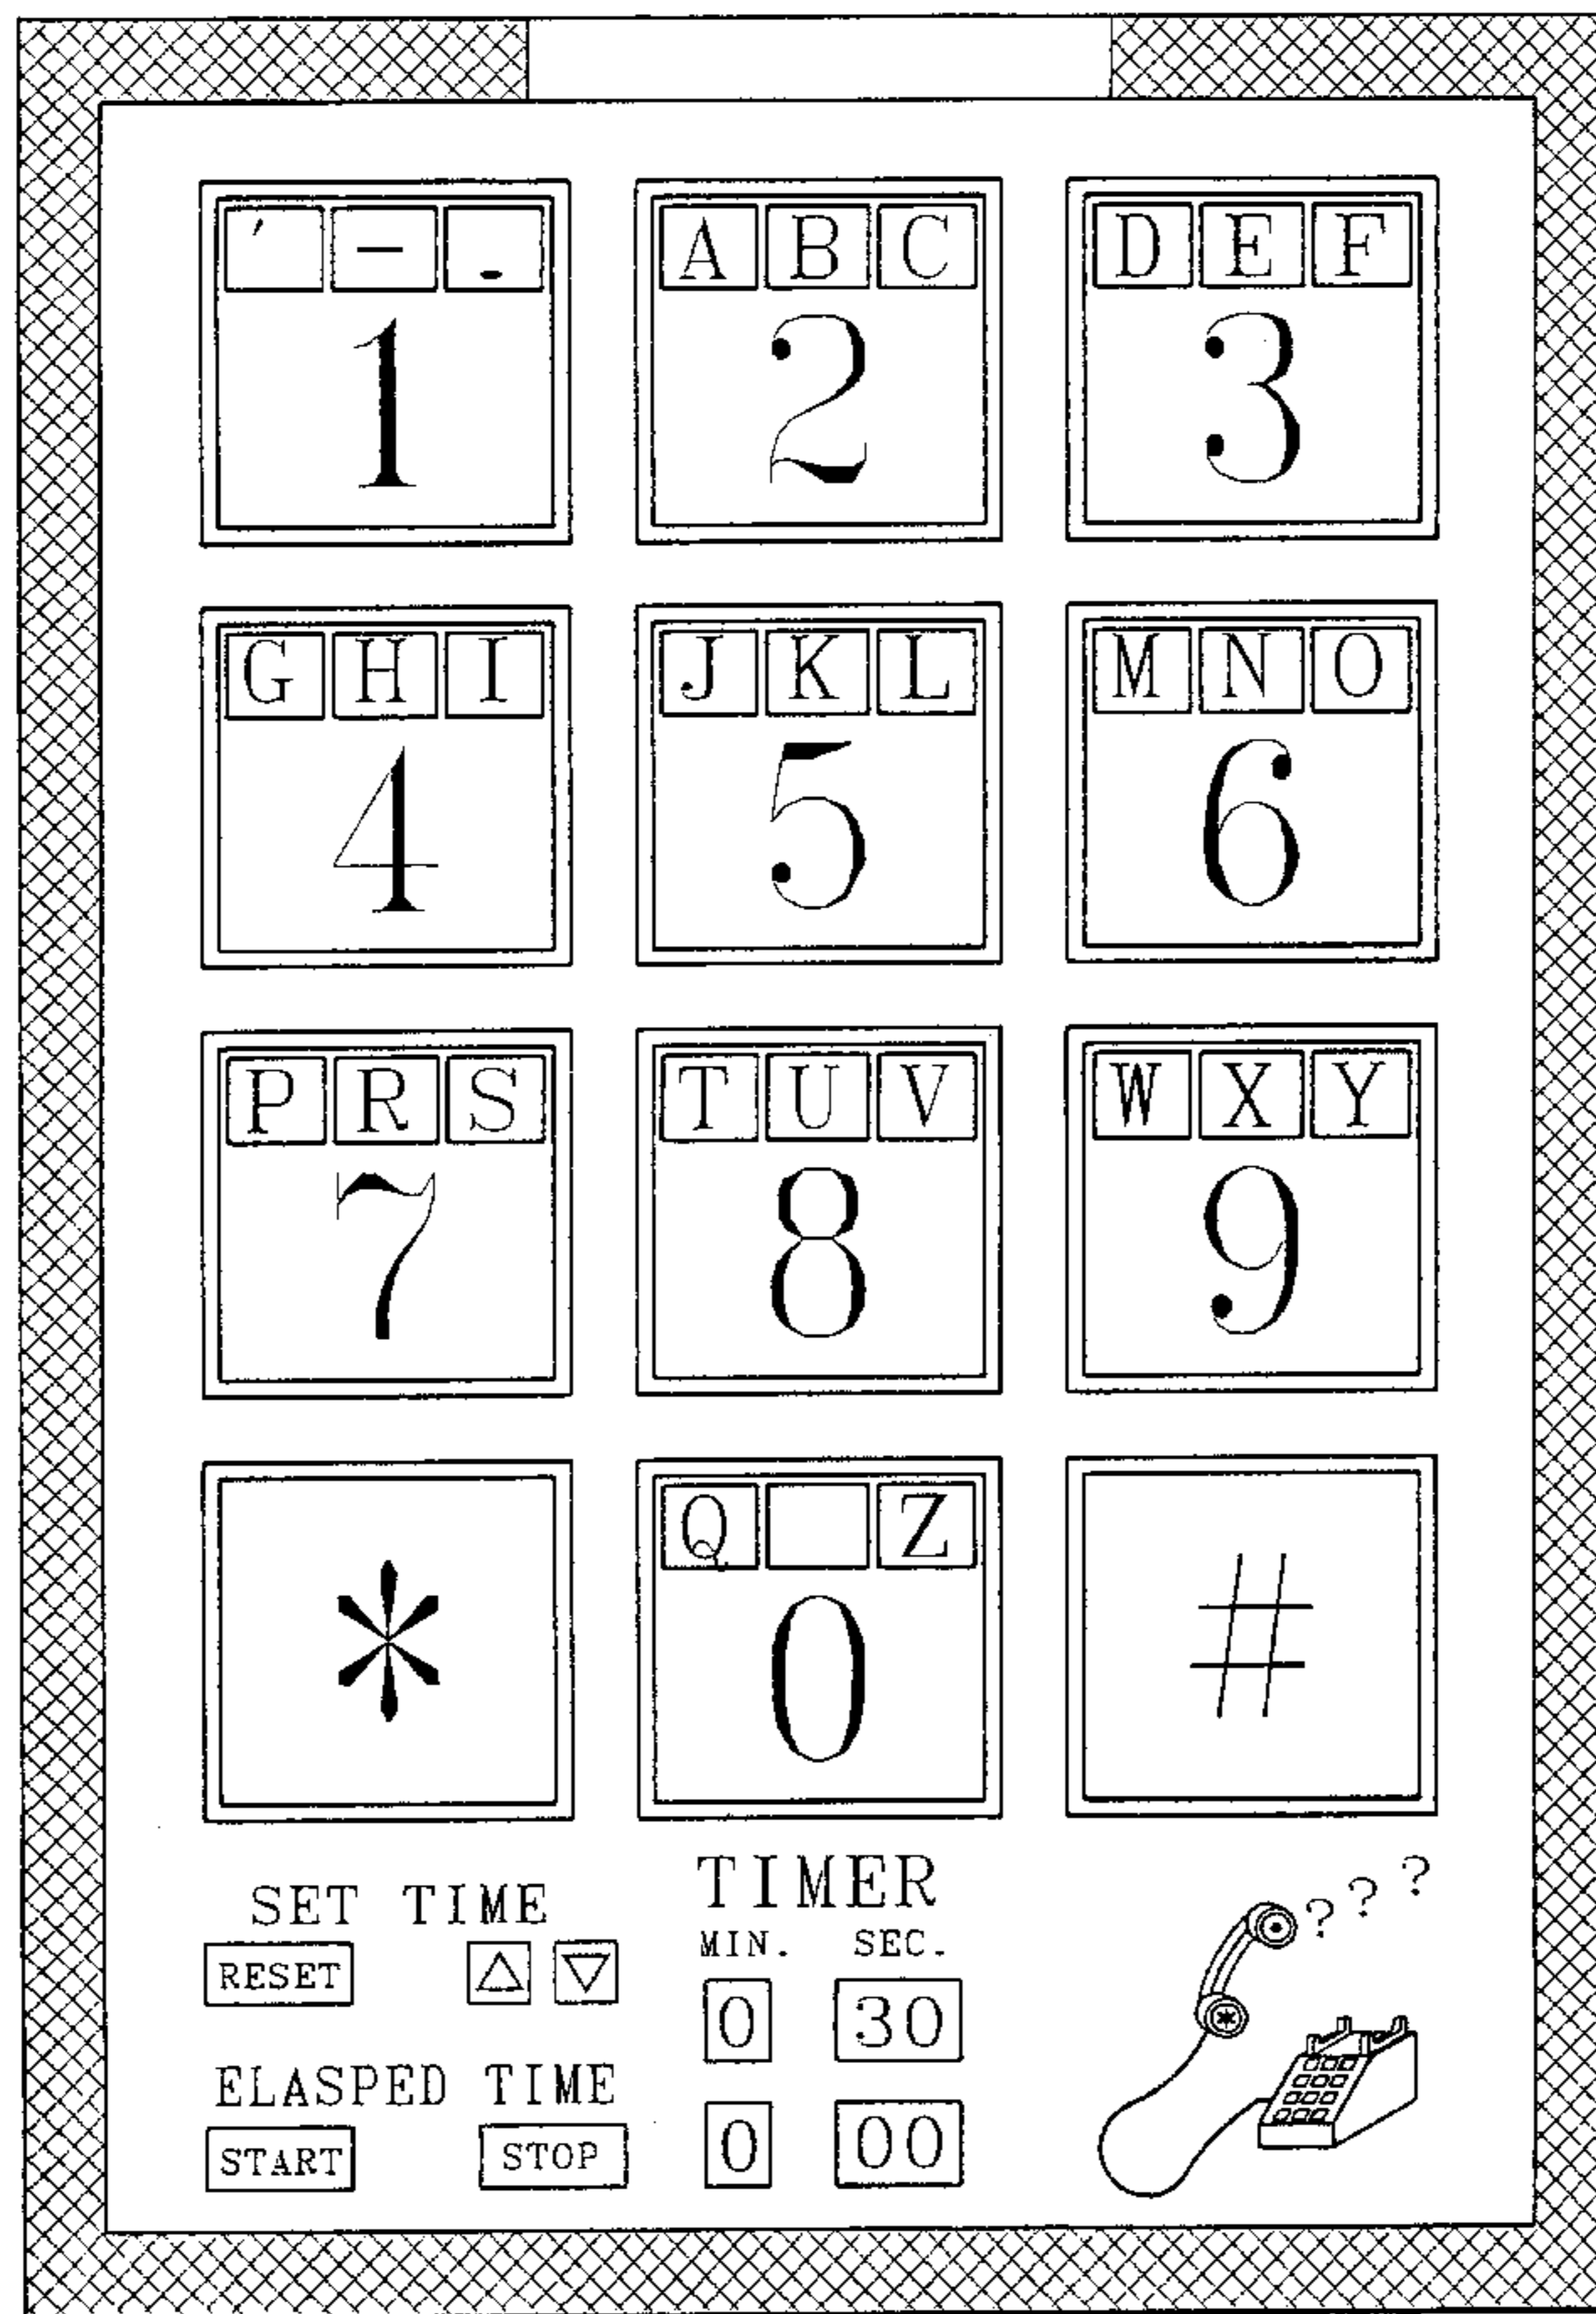 ' - . A B C D E F
1 2 3
G H I J K L M N O
4 5 6
P R S T U V W X Y
7 8 9
Q Z
* 0 #
SET TIME TIMER ? ? ?
MIN. SEC.
RESET △ ▽ 0 30
ELASPED TIME
START STOP 0 00